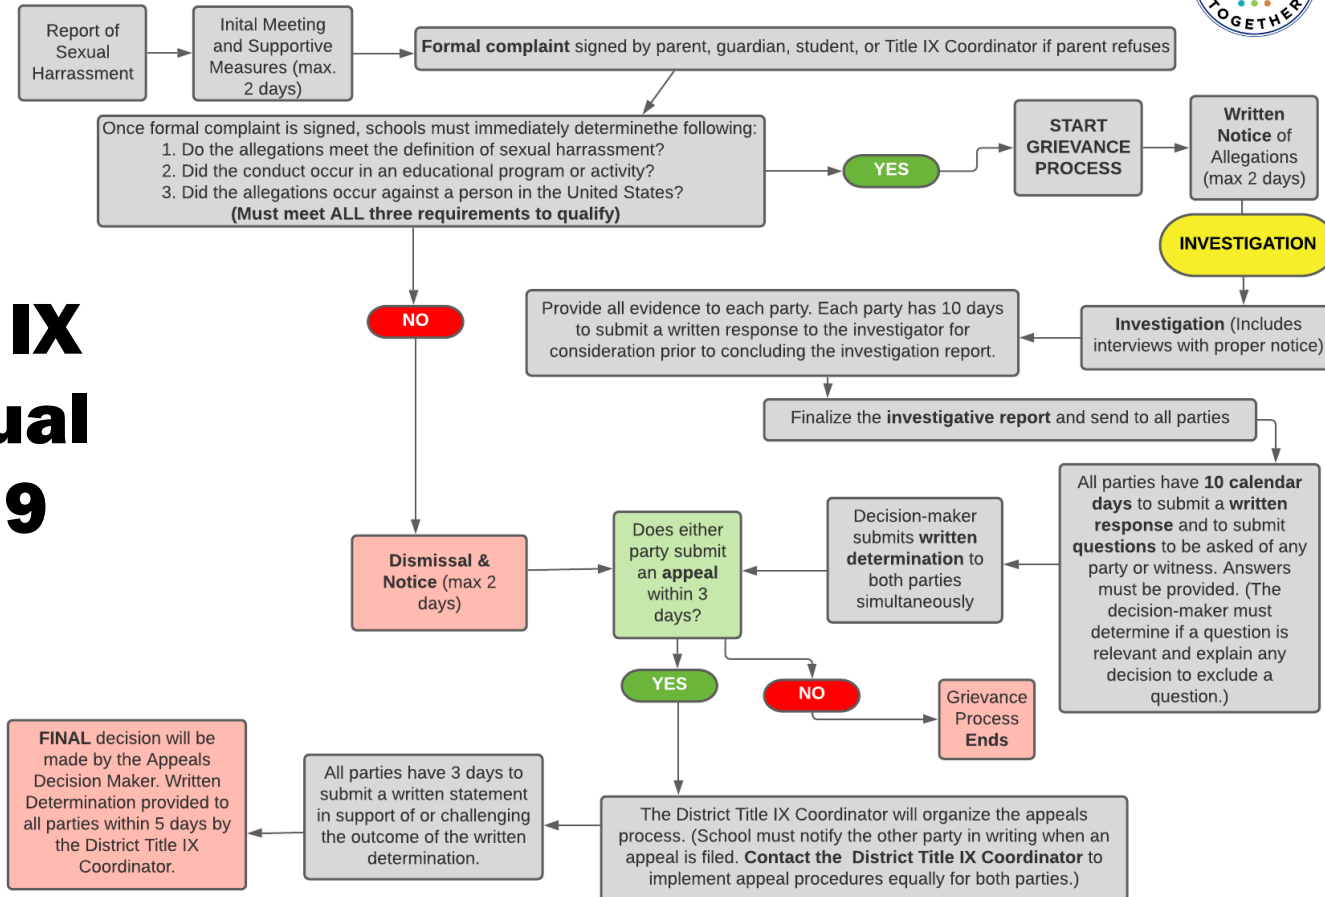 TOGETHER
Report of
Sexual
Harrassment
Inital Meeting
and Supportive
Measures (max.
2 days)
Formal complaint signed by parent, guardian, student, or Title IX Coordinator if parent refuses
Once formal complaint is signed, schools must immediately determinethe following:
1. Do the allegations meet the definition of sexual harrassment?
2. Did the conduct occur in an educational program or activity?
3. Did the allegations occur against a person in the United States?
(Must meet ALL three requirements to qualify)
YES
START
GRIEVANCE
PROCESS
Written
Notice of
Allegations
(max 2 days)
INVESTIGATION
NO
Provide all evidence to each party. Each party has 10 days
to submit a written response to the investigator for
consideration prior to concluding the investigation report.
Investigation (Includes
interviews with proper notice)
IX
ual
9
Finalize the investigative report and send to all parties
All parties have 10 calendar
days to submit a written
response and to submit
questions to be asked of any
party or witness. Answers
must be provided. (The
decision-maker must
determine if a question is
relevant and explain any
decision to exclude a
question.)
Decision-maker
submits written
determination to
both parties
simultaneously
Does either
party submit
an appeal
within 3
days?
Dismissal &
Notice (max 2
days)
YES
NO
Grievance
Process
Ends
FINAL decision will be
made by the Appeals
Decision Maker. Written
Determination provided to
all parties within 5 days by
the District Title IX
Coordinator.
All parties have 3 days to
submit a written statement
in support of or challenging
the outcome of the written
determination.
The District Title IX Coordinator will organize the appeals
process. (School must notify the other party in writing when an
appeal is filed. Contact the District Title IX Coordinator to
implement appeal procedures equally for both parties.)